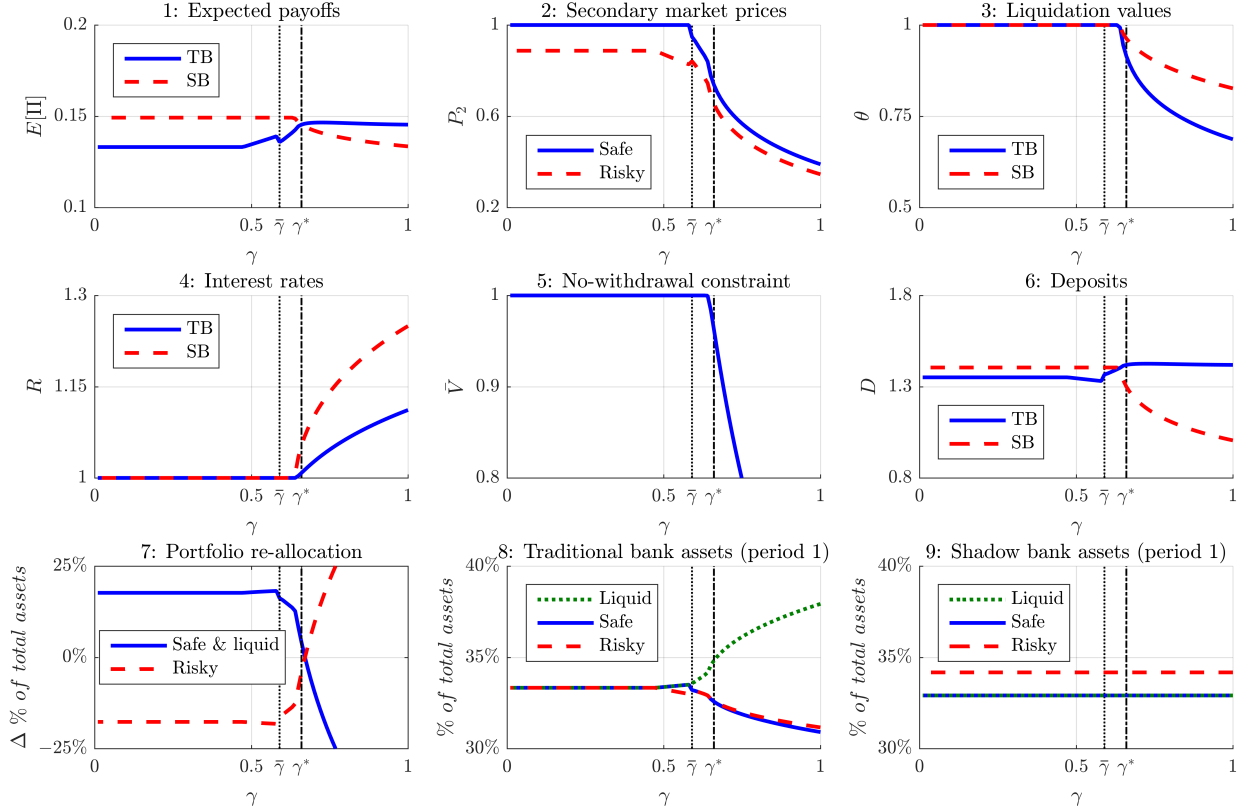 1: Expected payoffs
0.2
0.15
0.1
E[Π]
TB
SB
0
0.5
γ̄
γ*
1
γ
2: Secondary market prices
1
0.6
0.2
P₂
Safe
Risky
0
0.5
γ̄
γ*
1
γ
3: Liquidation values
1
0.75
0.5
θ
TB
SB
0
0.5
γ̄
γ*
1
γ
4: Interest rates
1.3
1.15
1
R
TB
SB
0
0.5
γ̄
γ*
1
γ
5: No-withdrawal constraint
1
0.9
0.8
V̄
0
0.5
γ̄
γ*
1
γ
6: Deposits
1.8
1.3
0.8
D
TB
SB
0
0.5
γ̄
γ*
1
γ
7: Portfolio re-allocation
25%
0%
−25%
Δ % of total assets
Safe & liquid
Risky
0
0.5
γ̄
γ*
1
γ
8: Traditional bank assets (period 1)
40%
35%
30%
% of total assets
Liquid
Safe
Risky
0
0.5
γ̄
γ*
1
γ
9: Shadow bank assets (period 1)
40%
35%
30%
% of total assets
Liquid
Safe
Risky
0
0.5
γ̄
γ*
1
γ